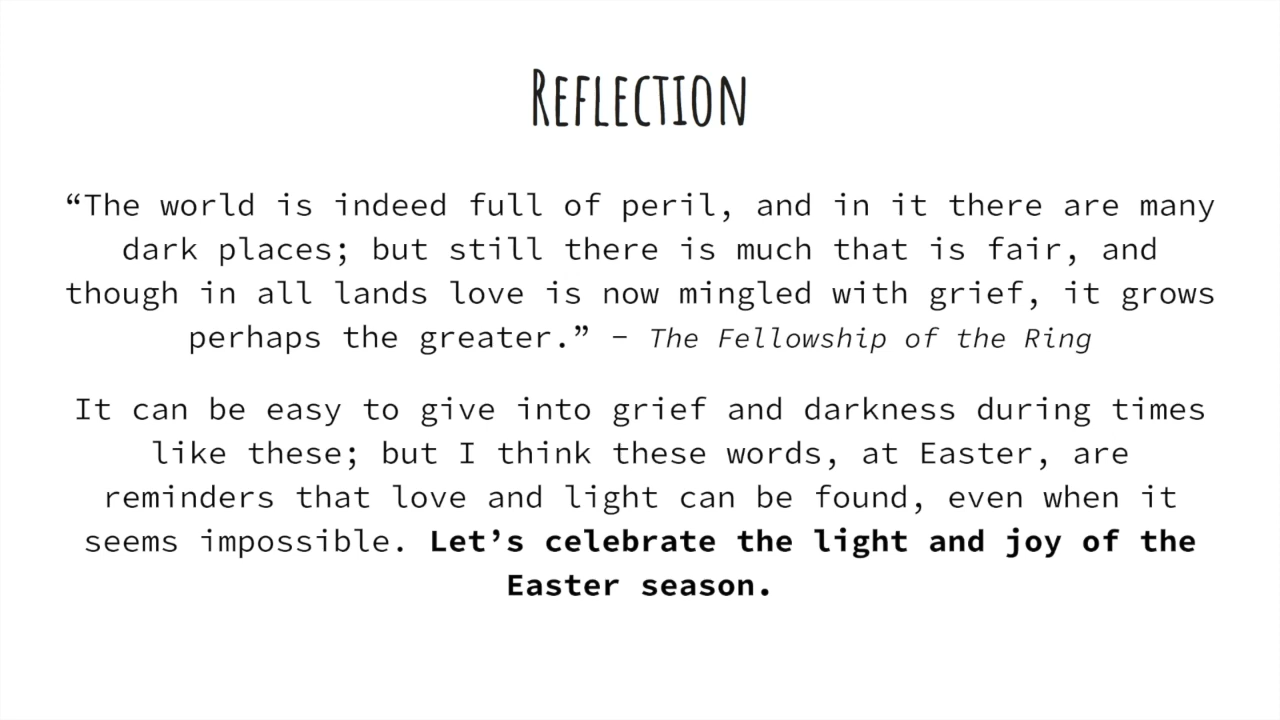 Reflection
“The world is indeed full of peril, and in it there are many
dark places; but still there is much that is fair, and
though in all lands love is now mingled with grief, it grows
perhaps the greater.” – The Fellowship of the Ring
It can be easy to give into grief and darkness during times
like these; but I think these words, at Easter, are
reminders that love and light can be found, even when it
seems impossible. Let’s celebrate the light and joy of the
Easter season.